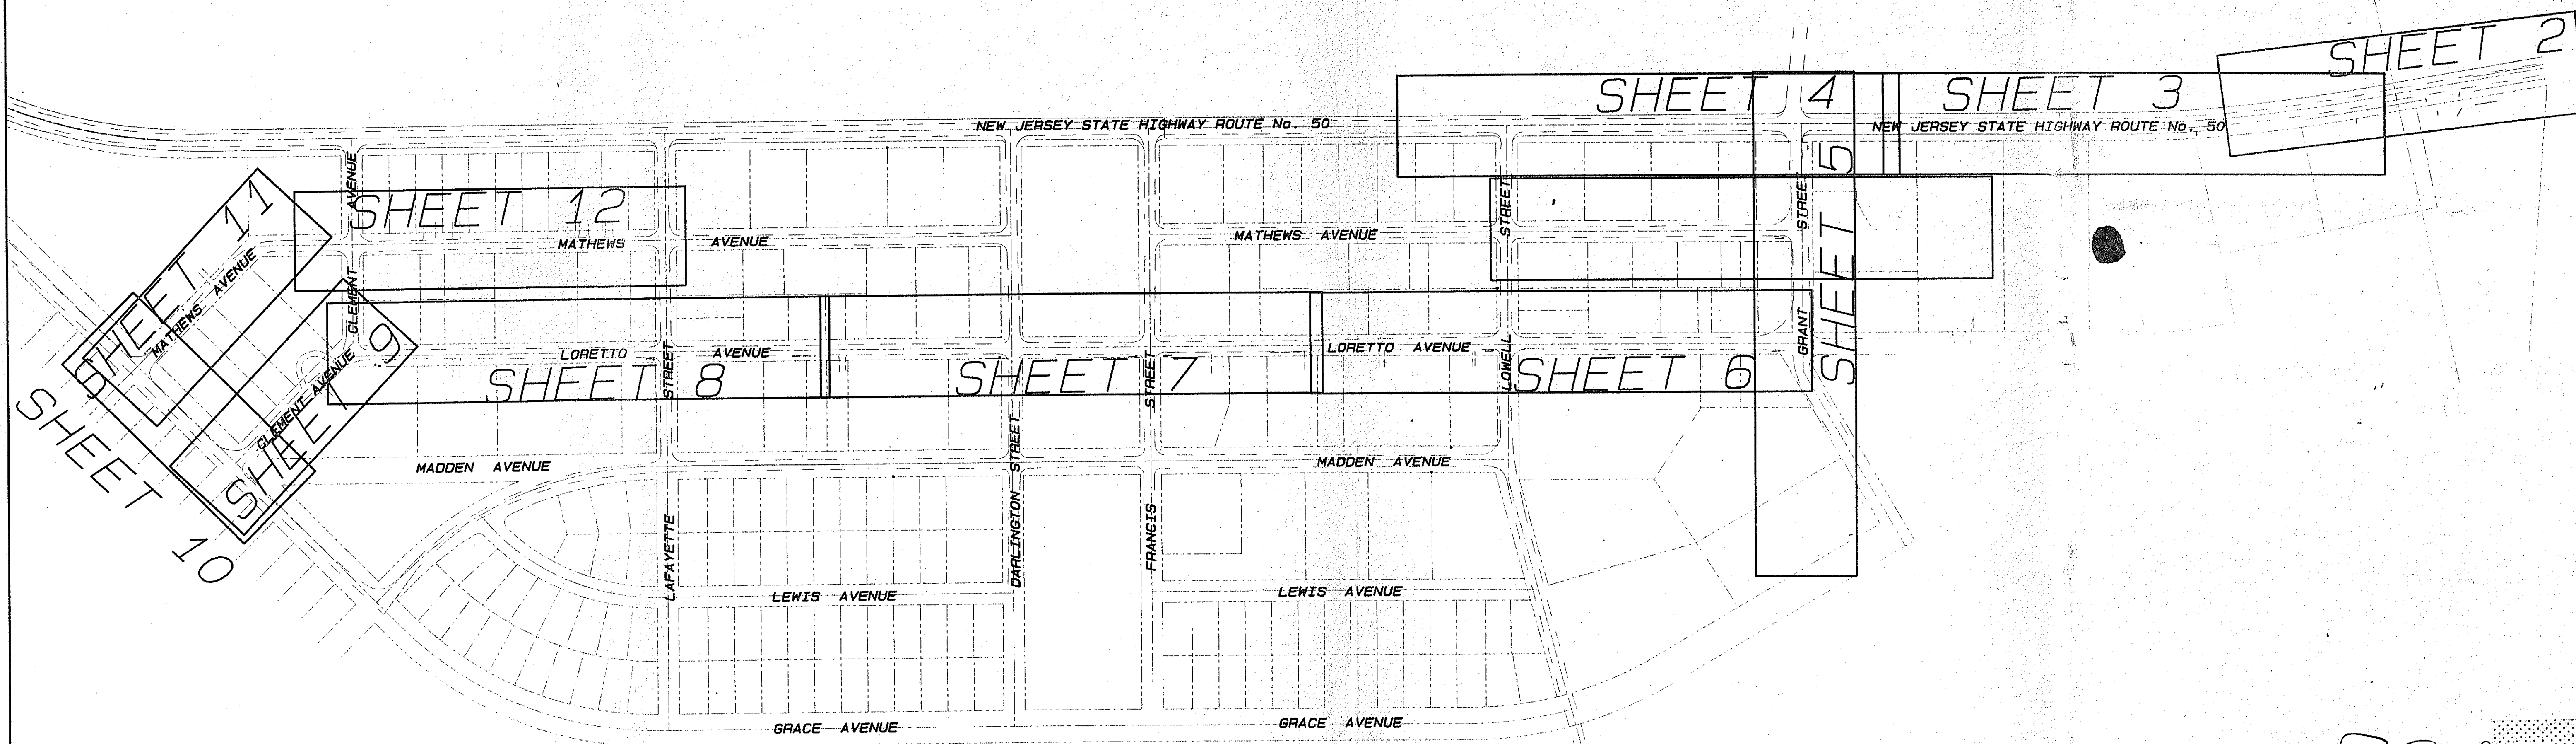 SHEET 2
SHEET 4
SHEET 3
NEW JERSEY STATE HIGHWAY ROUTE No. 50
NEW JERSEY STATE HIGHWAY ROUTE No. 50
SHEET 5
SHEET 11
AVENUE
CLEMENT
SHEET 12
MATHEWS AVENUE
MATHEWS AVENUE
MATHEWS AVENUE
STREET
LOWELL
STREET
GRANT
SHEET 9
CLEMENT AVENUE
SHEET 10
LORETTO AVENUE
LORETTO AVENUE
SHEET 8
SHEET 7
SHEET 6
STREET
LAFAYETTE
STREET
DARLINGTON
STREET
FRANCIS
MADDEN AVENUE
MADDEN AVENUE
LEWIS AVENUE
LEWIS AVENUE
GRACE AVENUE
GRACE AVENUE